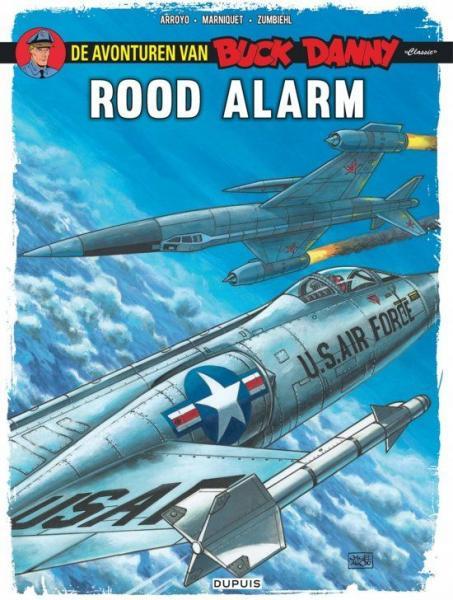 ARROYO • MARNIQUET • ZUMBIEHL
DE AVONTUREN VAN BUCK DANNY «Classic»
ROOD ALARM
U.S. AIR FORCE
USAF
DUPUIS